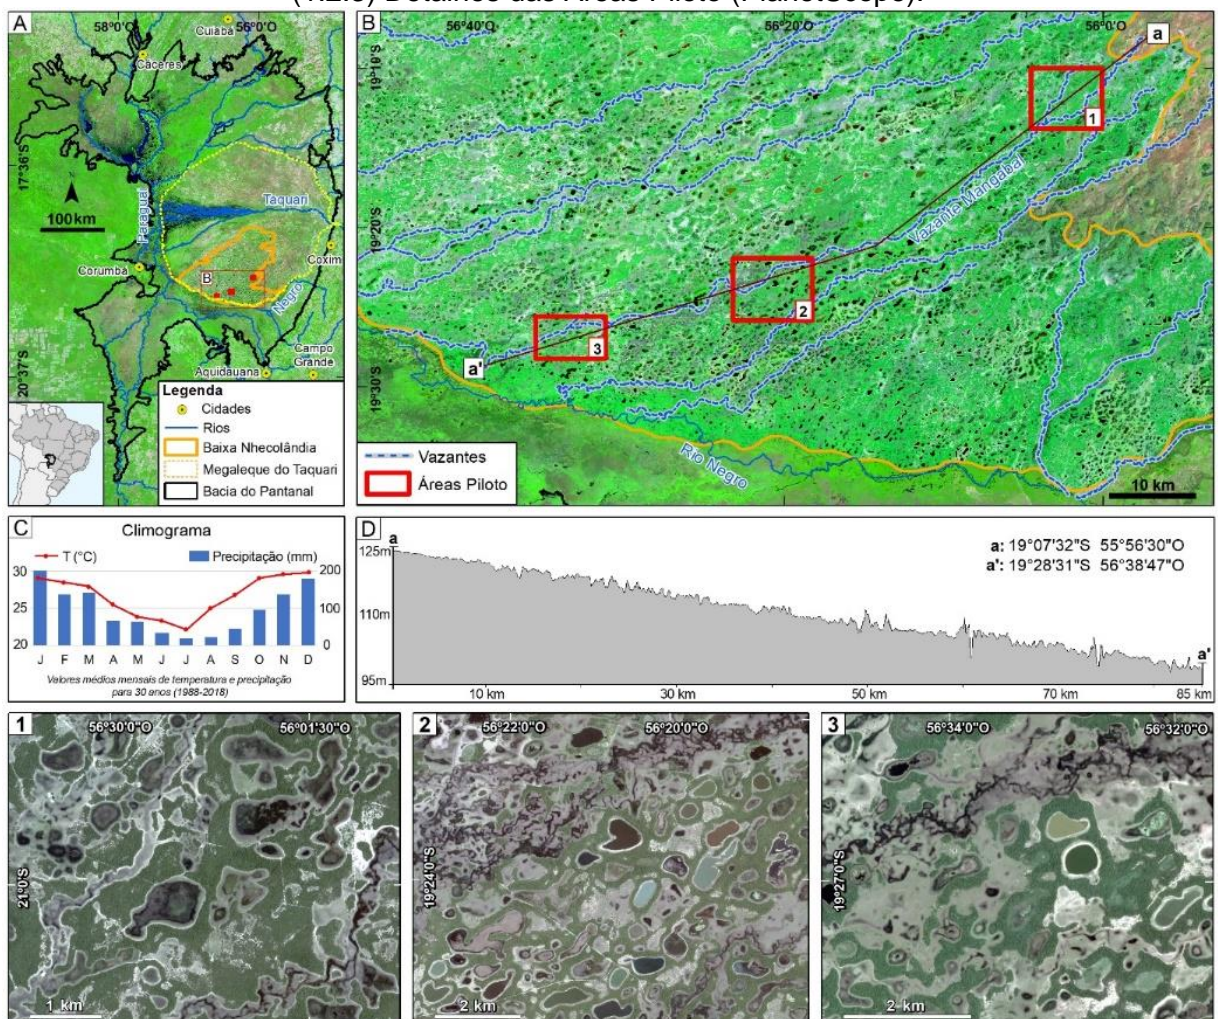 (1.2.3) Detalhes das Áreas Piloto (PlanetScope).
A
58°0'O
56°0'O
Cuiabá
Cáceres
17°36'S
N
100 km
Paraguai
Taquari
Corumbá
B
Coxim
Negro
20°37'S
Aquidauana
Campo Grande
Legenda
Cidades
Rios
Baixa Nhecolândia
Megaleque do Taquari
Bacia do Pantanal
B
56°40'O
56°20'O
56°0'O
a
19°10'S
1
Vazante Mangabal
19°20'S
2
3
a'
19°30'S
Rio Negro
Vazantes
Áreas Piloto
10 km
C
Climograma
T (°C)
Precipitação (mm)
30
200
25
100
20
0
J F M A M J J A S O N D
Valores médios mensais de temperatura e precipitação
para 30 anos (1988-2018)
D
a
125m
a: 19°07'32"S 55°56'30"O
a': 19°28'31"S 56°38'47"O
110m
a'
95m
10 km
30 km
50 km
70 km
85 km
1
56°30'0"O
56°01'30"O
21°0'S
1 km
2
56°22'0"O
56°20'0"O
19°24'0"S
2 km
3
56°34'0"O
56°32'0"O
19°27'0"S
2 km